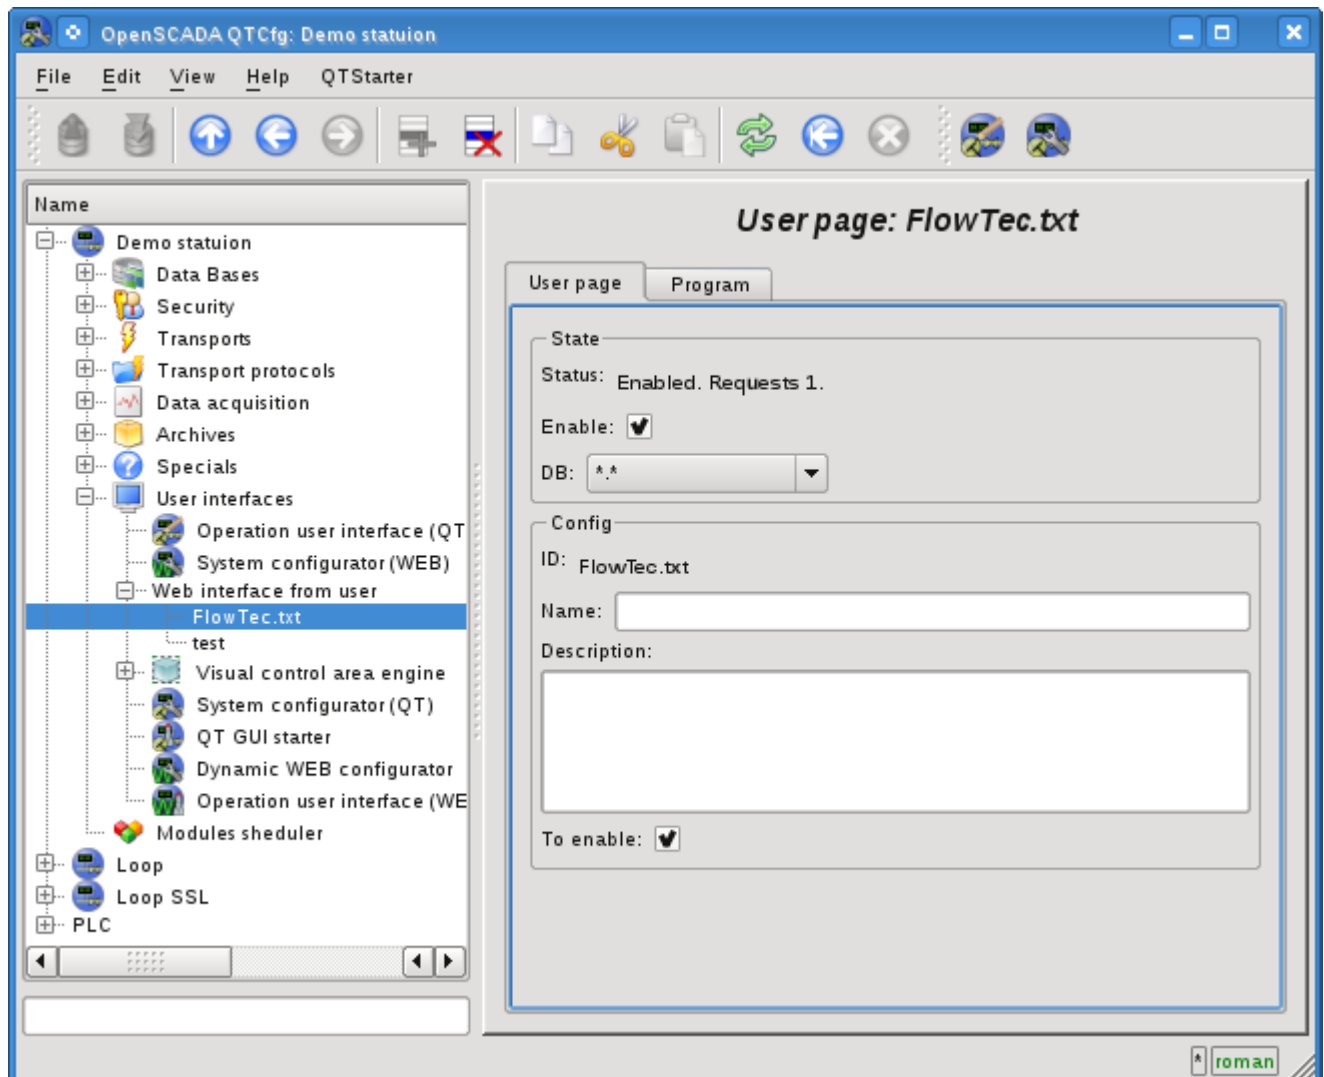 OpenSCADA QTCfg: Demo statuion
File Edit View Help QTStarter
Name
Demo statuion
Data Bases
Security
Transports
Transport protocols
Data acquisition
Archives
Specials
User interfaces
Operation user interface (QT
System configurator (WEB)
Web interface from user
FlowTec.txt
test
Visual control area engine
System configurator (QT)
QT GUI starter
Dynamic WEB configurator
Operation user interface (WE
Modules sheduler
Loop
Loop SSL
PLC
User page: FlowTec.txt
User page Program
State
Status: Enabled. Requests 1.
Enable:
DB: *.*
Config
ID: FlowTec.txt
Name:
Description:
To enable:
* roman